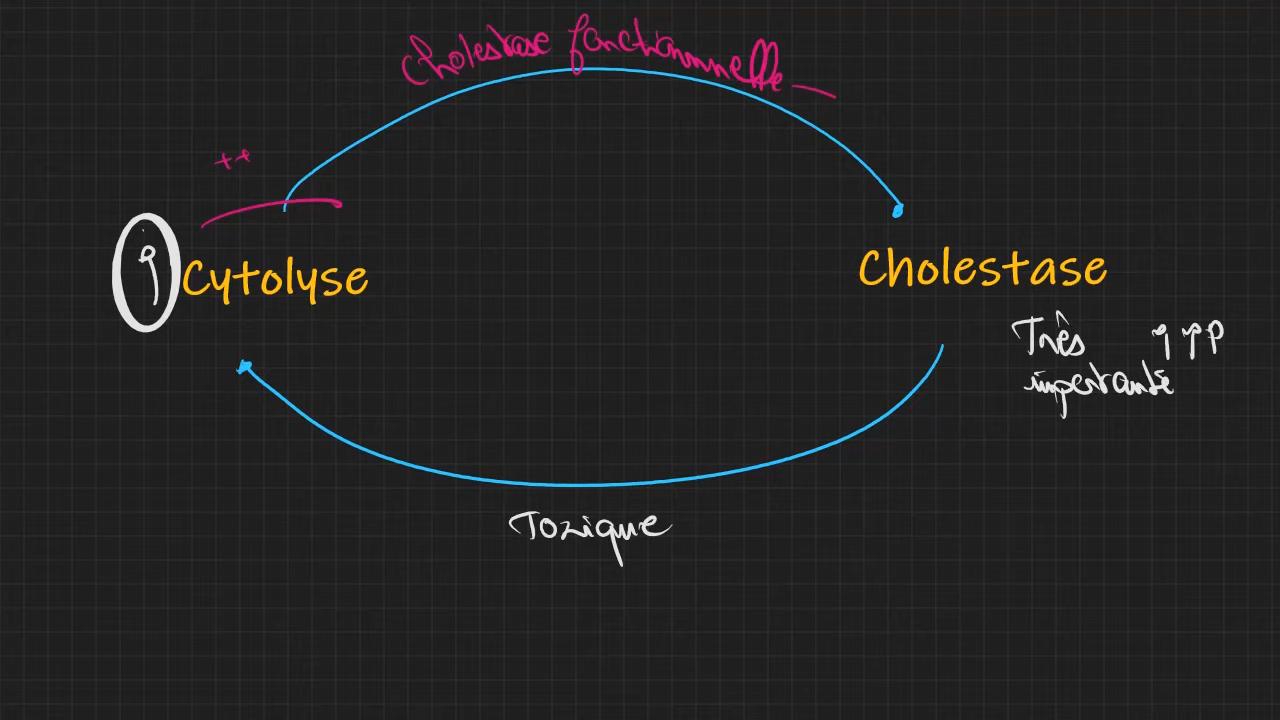 Cholestase fonctionnelle
++
↑ Cytolyse
Cholestase
Très ↑↑↑
importante
Toxique